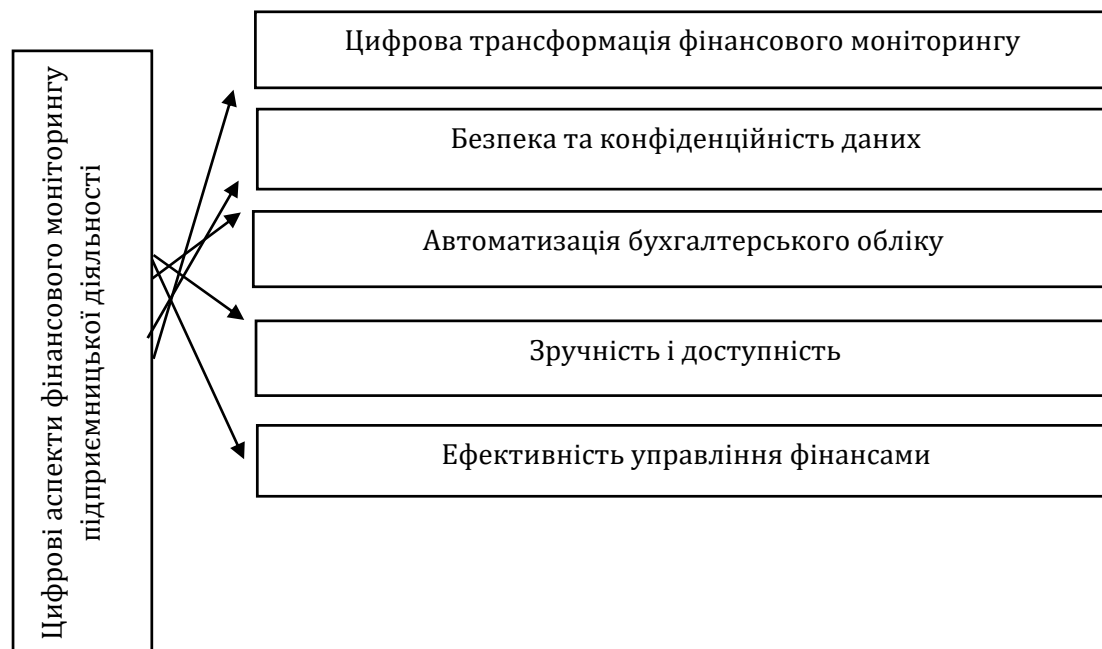 Цифрові аспекти фінансового моніторингу
підприємницької діяльності
Цифрова трансформація фінансового моніторингу
Безпека та конфіденційність даних
Автоматизація бухгалтерського обліку
Зручність і доступність
Ефективність управління фінансами